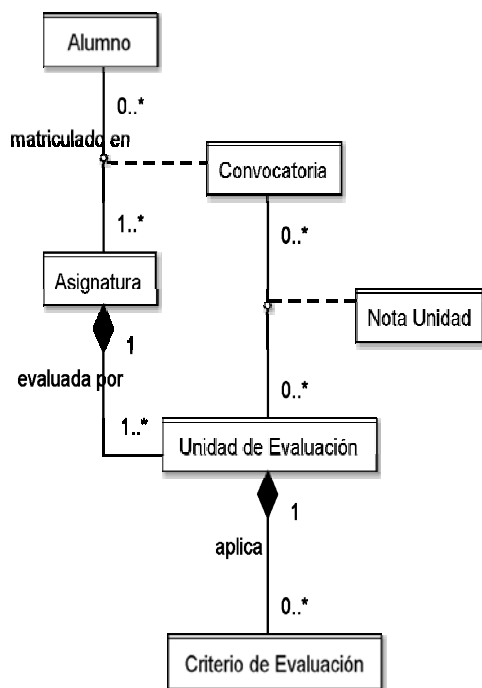 Alumno
0..*
matriculado en
Convocatoria
1..*
0..*
Asignatura
Nota Unidad
1
evaluada por
0..*
1..*
Unidad de Evaluación
1
aplica
0..*
Criterio de Evaluación